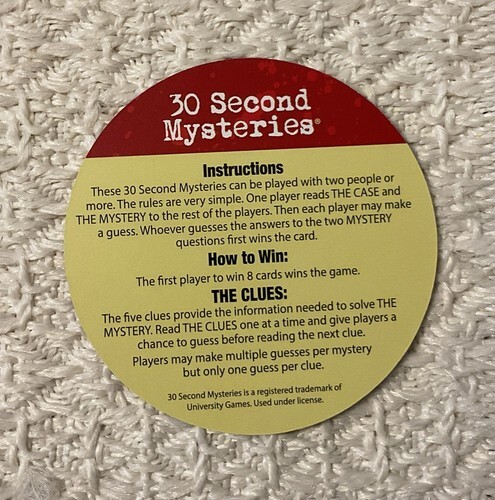 30 Second
Mysteries®
Instructions
These 30 Second Mysteries can be played with two people or
more. The rules are very simple. One player reads THE CASE and
THE MYSTERY to the rest of the players. Then each player may make
a guess. Whoever guesses the answers to the two MYSTERY
questions first wins the card.
How to Win:
The first player to win 8 cards wins the game.
THE CLUES:
The five clues provide the information needed to solve THE
MYSTERY. Read THE CLUES one at a time and give players a
chance to guess before reading the next clue.
Players may make multiple guesses per mystery
but only one guess per clue.
30 Second Mysteries is a registered trademark of
University Games. Used under license.